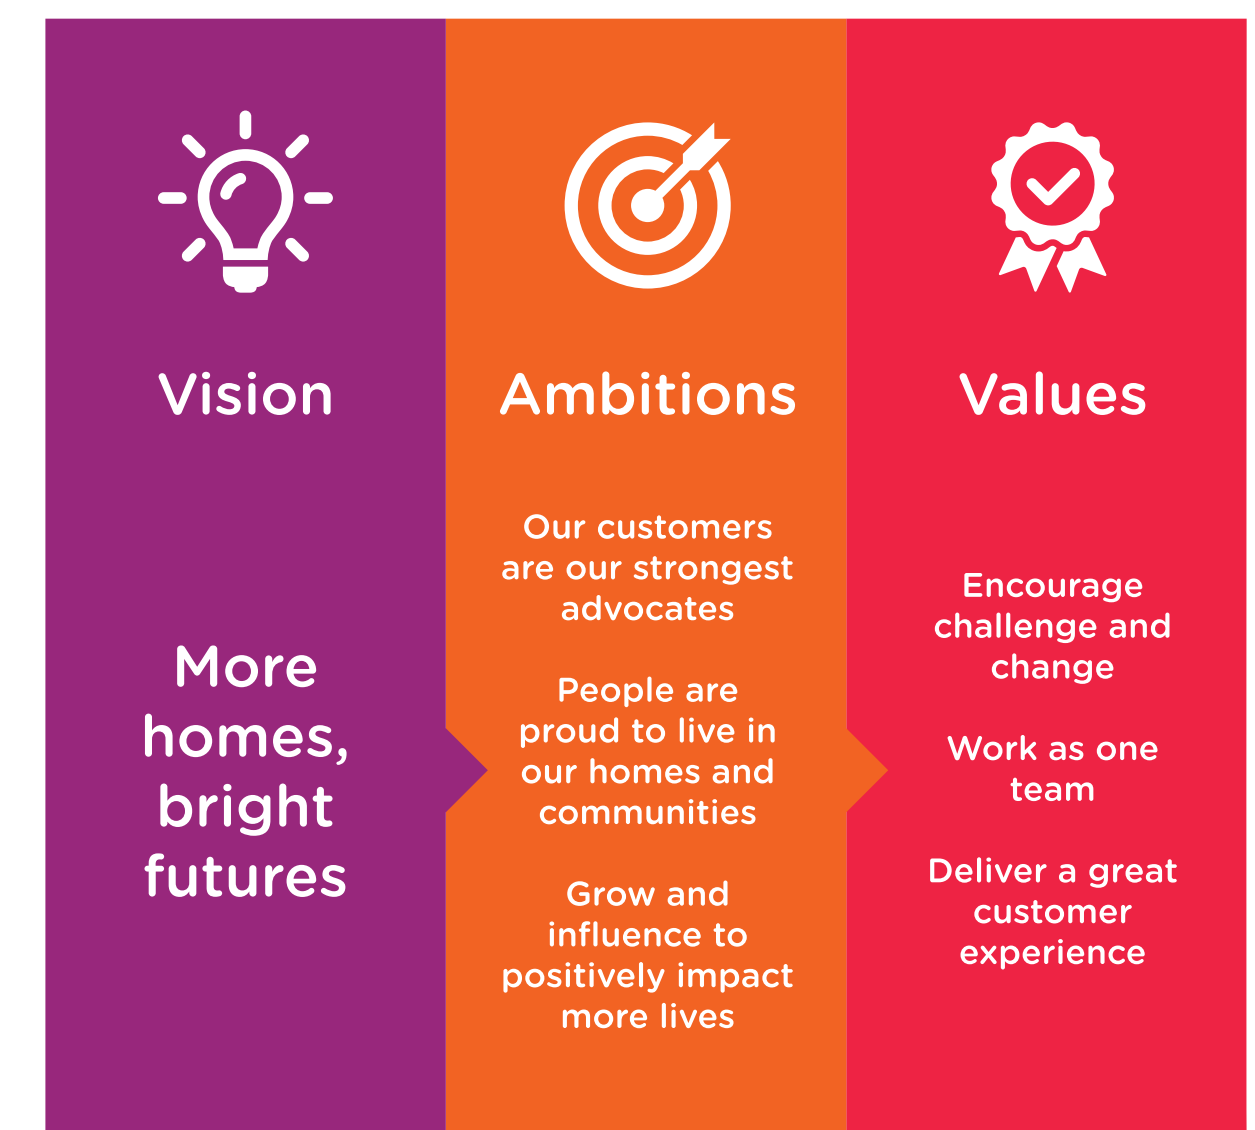 Vision
More
homes,
bright
futures
Ambitions
Our customers
are our strongest
advocates
People are
proud to live in
our homes and
communities
Grow and
influence to
positively impact
more lives
Values
Encourage
challenge and
change
Work as one
team
Deliver a great
customer
experience